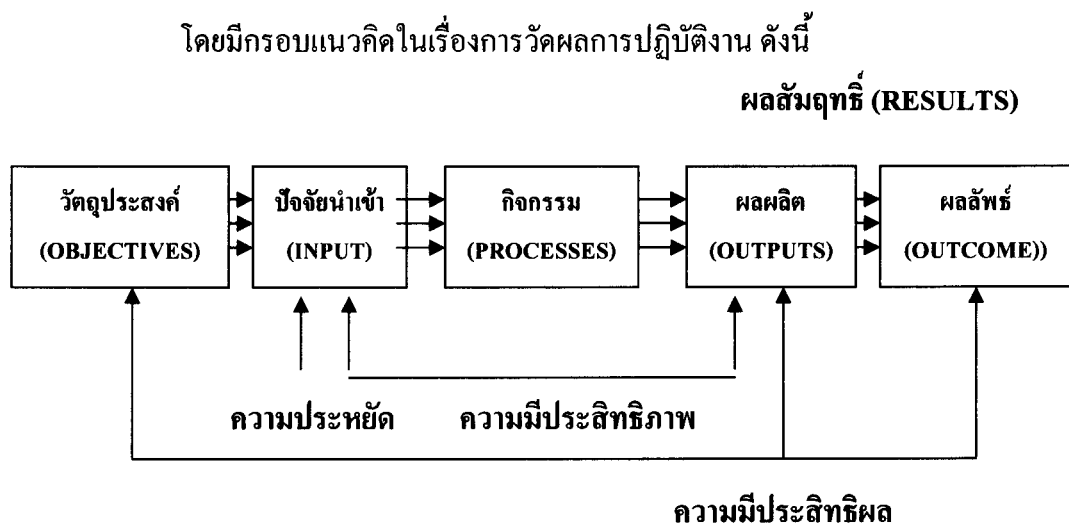 โดยมีกรอบแนวคิดในเรื่องการวัดผลการปฏิบัติงาน ดังนี้
ผลสัมฤทธิ์ (RESULTS)
วัตถุประสงค์ ปัจจัยนำเข้า กิจกรรม ผลผลิต ผลลัพธ์
(OBJECTIVES) (INPUT) (PROCESSES) (OUTPUTS) (OUTCOME))
ความประหยัด ความมีประสิทธิภาพ
ความมีประสิทธิผล